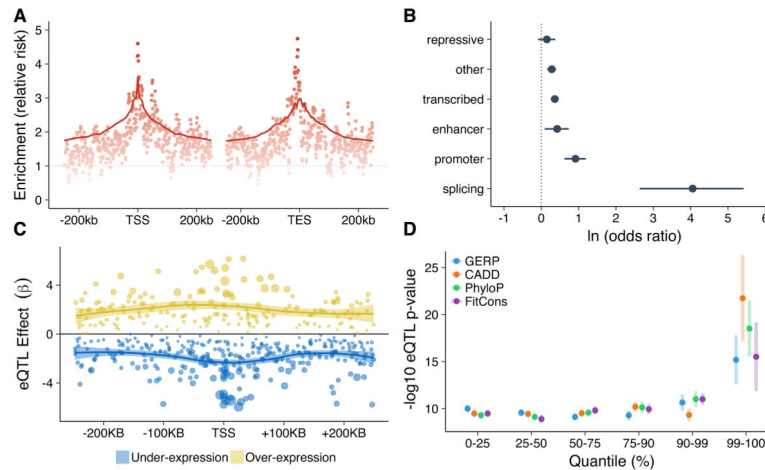 A
Enrichment (relative risk)
5
4
3
2
1
0
-200kb TSS 200kb -200kb TES 200kb
B
repressive
other
transcribed
enhancer
promoter
splicing
-1 0 1 2 3 4 5 6
ln (odds ratio)
C
eQTL Effect (β)
4
0
-4
-200KB -100KB TSS +100KB +200KB
Under-expression Over-expression
D
GERP
CADD
PhyloP
FitCons
-log10 eQTL p-value
25
20
15
10
0-25 25-50 50-75 75-90 90-99 99-100
Quantile (%)